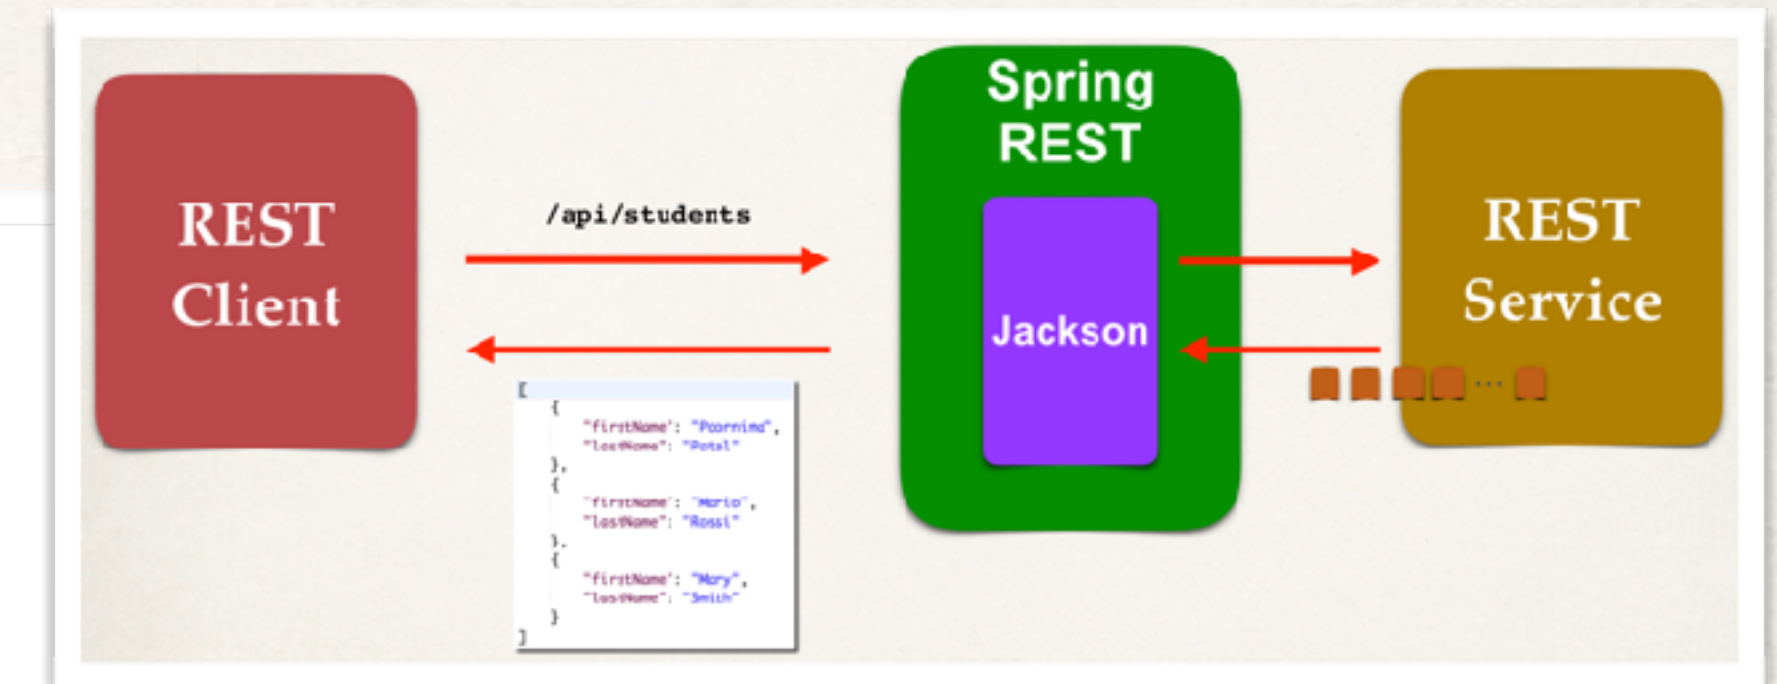 REST
Client
/api/students
Spring
REST
Jackson
REST
Service
...
[
{
"firstName": "Poornima",
"lastName": "Patel"
},
{
"firstName": "Mario",
"lastName": "Rossi"
},
{
"firstName": "Mary",
"lastName": "Smith"
}
]